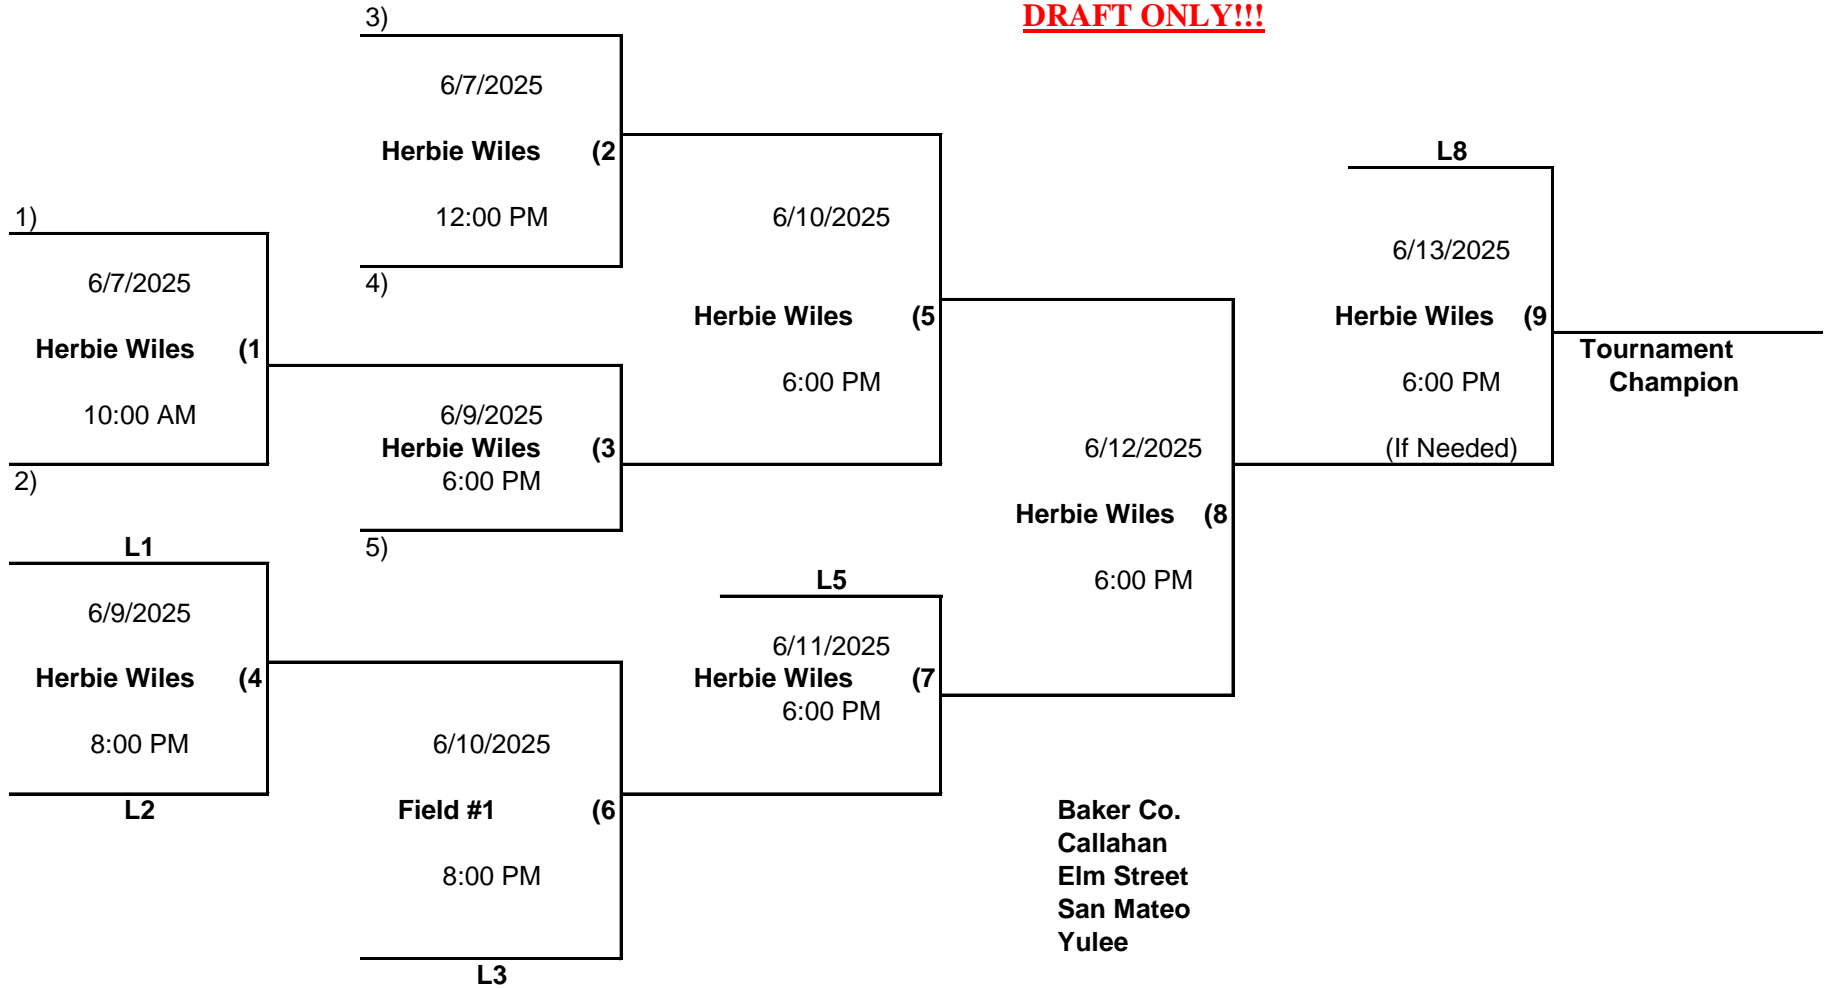 DRAFT ONLY!!!
3)
6/7/2025
Herbie Wiles (2
12:00 PM
4)
1)
6/7/2025
Herbie Wiles (1
10:00 AM
2)
6/9/2025
Herbie Wiles (3
6:00 PM
5)
L1
6/9/2025
Herbie Wiles (4
8:00 PM
L2
6/10/2025
Field #1 (6
8:00 PM
L3
6/10/2025
Herbie Wiles (5
6:00 PM
L5
6/11/2025
Herbie Wiles (7
6:00 PM
6/12/2025
Herbie Wiles (8
6:00 PM
L8
6/13/2025
Herbie Wiles (9
6:00 PM
(If Needed)
Tournament
Champion
Baker Co.
Callahan
Elm Street
San Mateo
Yulee